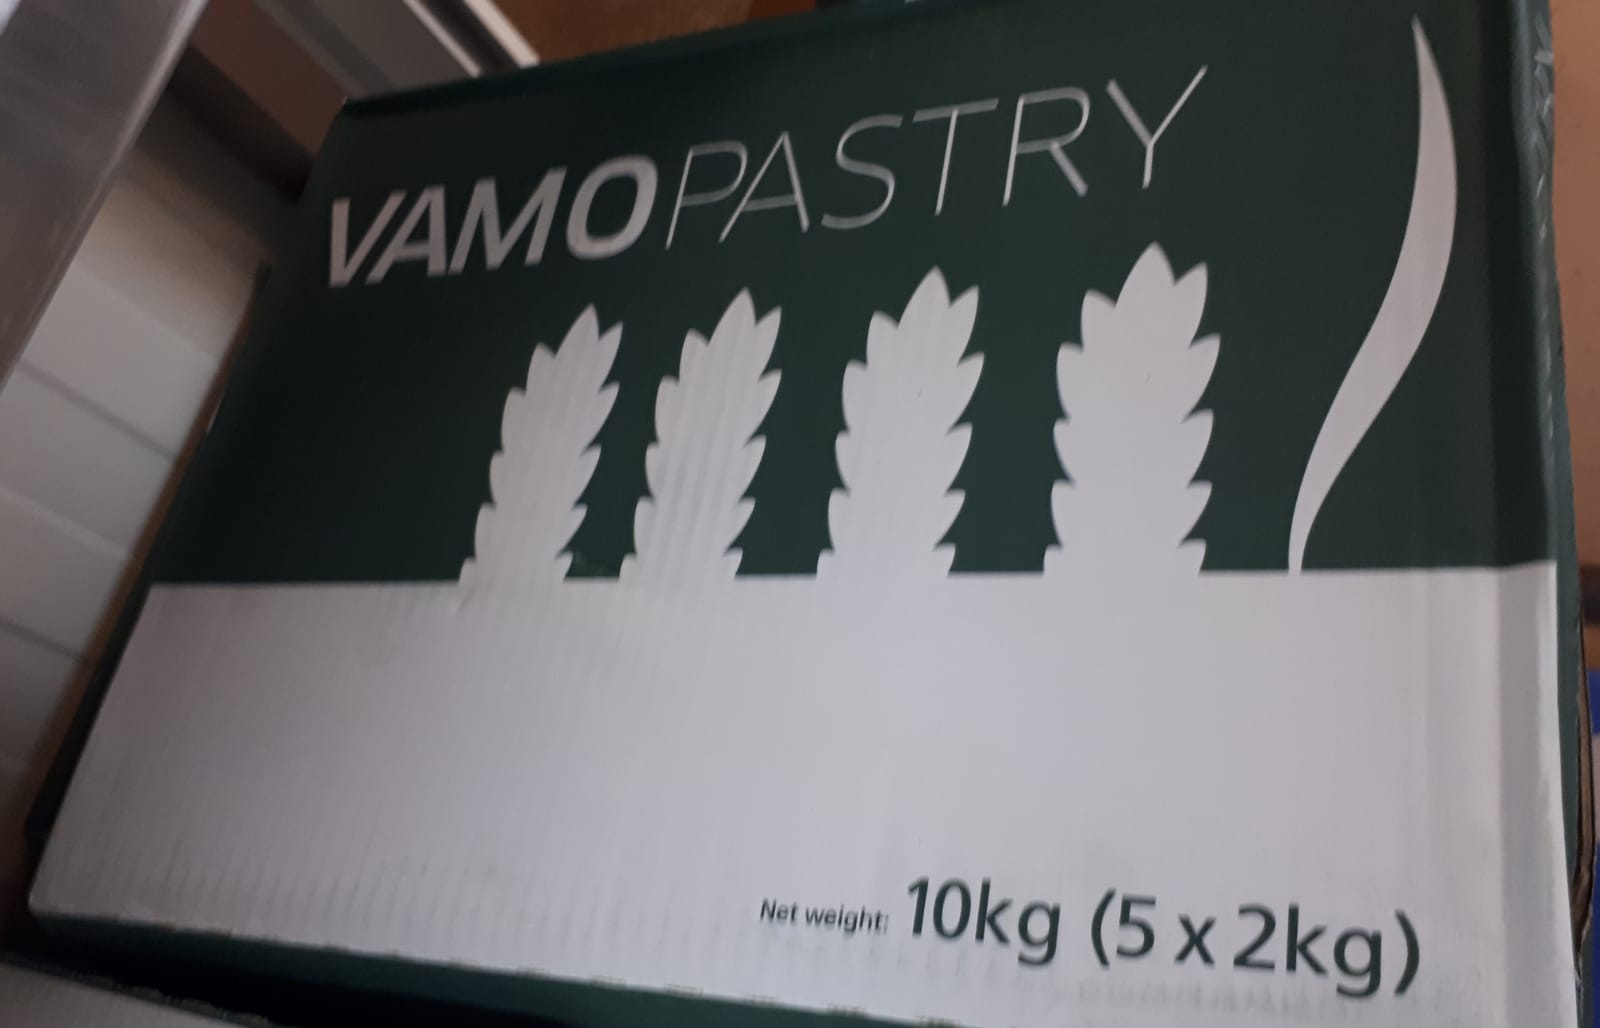 VAMOPASTRY
Net weight: 10kg (5 x 2kg)